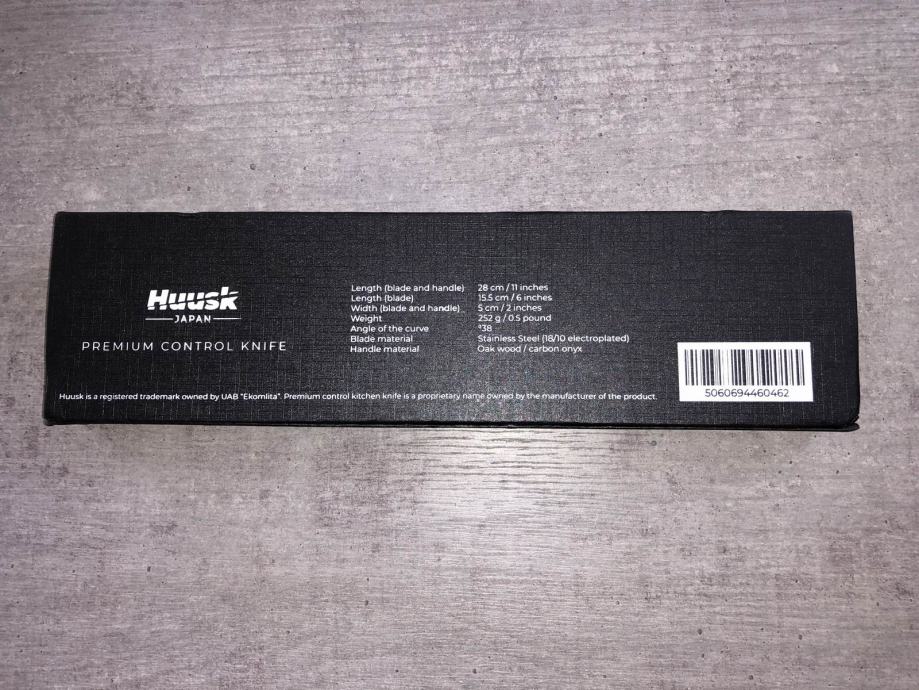 Huusk
JAPAN
PREMIUM CONTROL KNIFE
Length (blade and handle) 28 cm / 11 inches
Length (blade) 15.5 cm / 6 inches
Width (blade and handle) 5 cm / 2 inches
Weight 252 g / 0.5 pound
Angle of the curve °38
Blade material Stainless Steel (18/10 electroplated)
Handle material Oak wood / carbon onyx
Huusk is a registered trademark owned by UAB "Ekomlita". Premium control kitchen knife is a proprietary name owned by the manufacturer of the product.
5060694460462